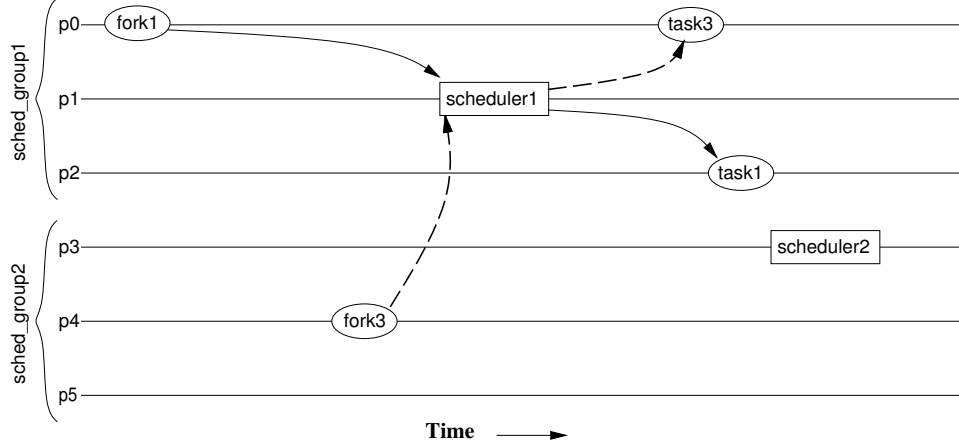 sched_group1
p0
fork1
task3
p1
scheduler1
p2
task1
sched_group2
p3
scheduler2
p4
fork3
p5
Time